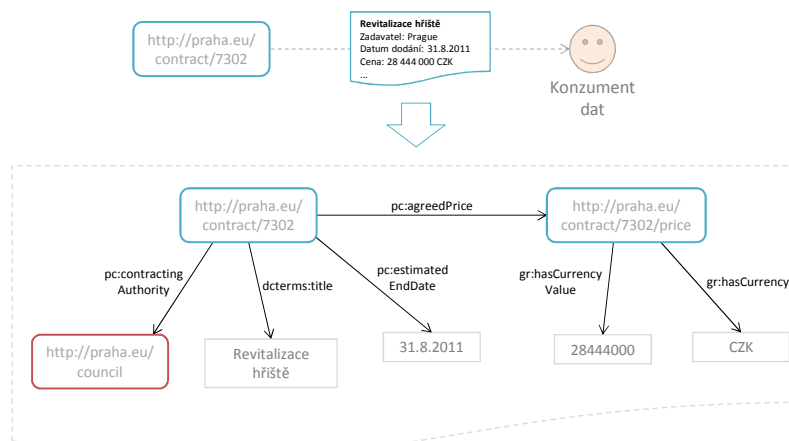 http://praha.eu/
contract/7302
Revitalizace hřiště
Zadavatel: Prague
Datum dodání: 31.8.2011
Cena: 28 444 000 CZK
...
Konzument
dat
http://praha.eu/
contract/7302
pc:agreedPrice
http://praha.eu/
contract/7302/price
pc:contracting
Authority
dcterms:title
pc:estimated
EndDate
gr:hasCurrency
Value
gr:hasCurrency
http://praha.eu/
council
Revitalizace
hřiště
31.8.2011
28444000
CZK